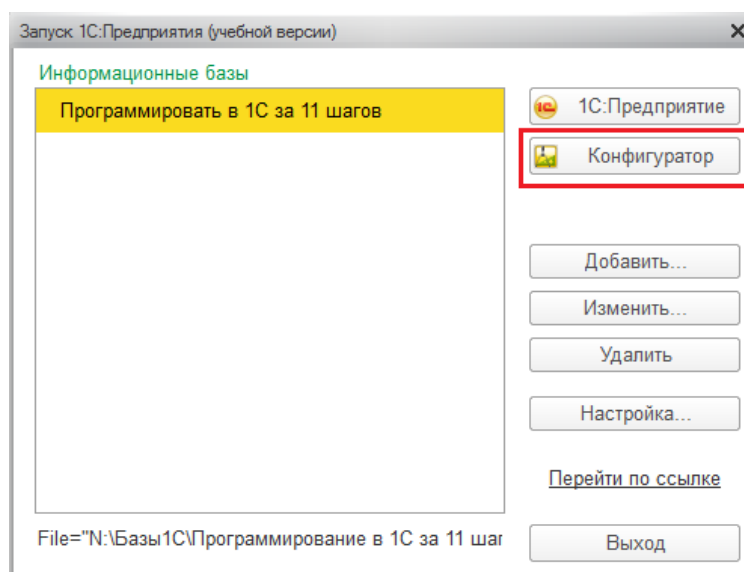 Запуск 1С:Предприятия (учебной версии)
Информационные базы
Программировать в 1С за 11 шагов
1С:Предприятие
Конфигуратор
Добавить...
Изменить...
Удалить
Настройка...
Перейти по ссылке
File="N:\Базы1С\Программирование в 1С за 11 шаг
Выход